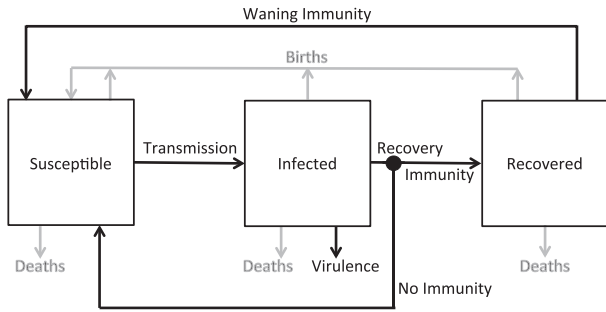 Waning Immunity
Births
Susceptible
Transmission
Infected
Recovery
Immunity
Recovered
Deaths
Deaths
Virulence
No Immunity
Deaths